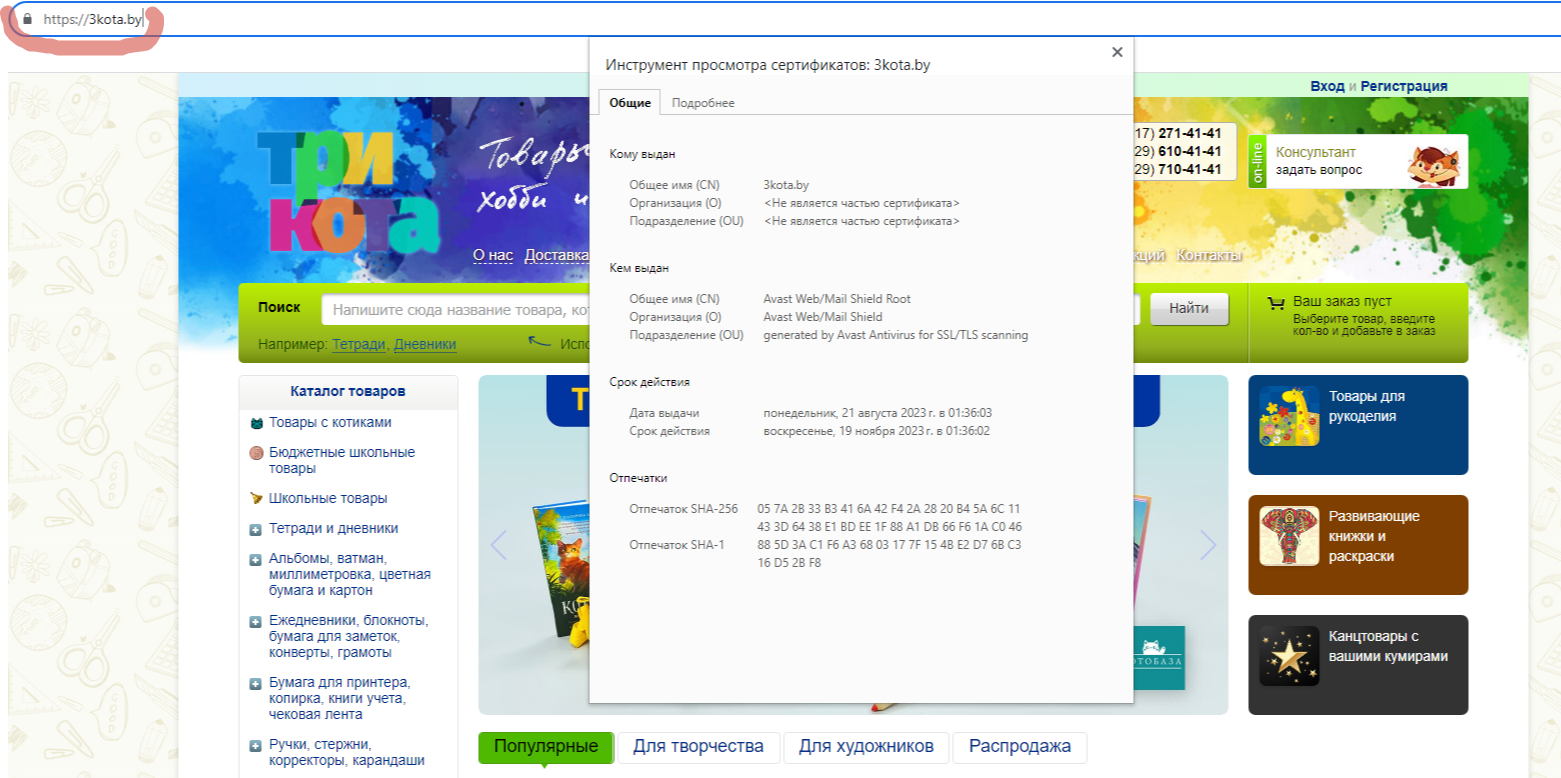 https://3kota.by
Инструмент просмотра сертификатов: 3kota.by
Общие
Подробнее
Кому выдан
Общее имя (CN) 3kota.by
Организация (O) <Не является частью сертификата>
Подразделение (OU) <Не является частью сертификата>
Кем выдан
Общее имя (CN) Avast Web/Mail Shield Root
Организация (O) Avast Web/Mail Shield
Подразделение (OU) generated by Avast Antivirus for SSL/TLS scanning
Срок действия
Дата выдачи понедельник, 21 августа 2023 г. в 01:36:03
Срок действия воскресенье, 19 ноября 2023 г. в 01:36:02
Отпечатки
Отпечаток SHA-256 05 7A 2B 33 B3 41 6A 42 F4 2A 28 20 B4 5A 6C 11
43 3D 64 38 E1 BD EE 1F 88 A1 DB 66 F6 1A C0 46
Отпечаток SHA-1 88 5D 3A C1 F6 A3 68 03 17 7F 15 4B E2 D7 6B C3
16 D5 2B F8
Вход и Регистрация
три
кота
Товары
Хобби и
17) 271-41-41
29) 610-41-41
29) 710-41-41
on-line
Консультант
задать вопрос
О нас Доставка
кций Контакты
Поиск
Напишите сюда название товара, ко
Найти
Например: Тетради, Дневники
Испо
Ваш заказ пуст
Выберите товар, введите
кол-во и добавьте в заказ
Каталог товаров
Товары с котиками
Бюджетные школьные
товары
Школьные товары
Тетради и дневники
Альбомы, ватман,
миллиметровка, цветная
бумага и картон
Ежедневники, блокноты,
бумага для заметок,
конверты, грамоты
Бумага для принтера,
копирка, книги учета,
чековая лента
Ручки, стержни,
корректоры, карандаши
Т
КО
ОТОБАЗА
Товары для
рукоделия
Развивающие
книжки и
раскраски
Канцтовары с
вашими кумирами
Популярные
Для творчества
Для художников
Распродажа